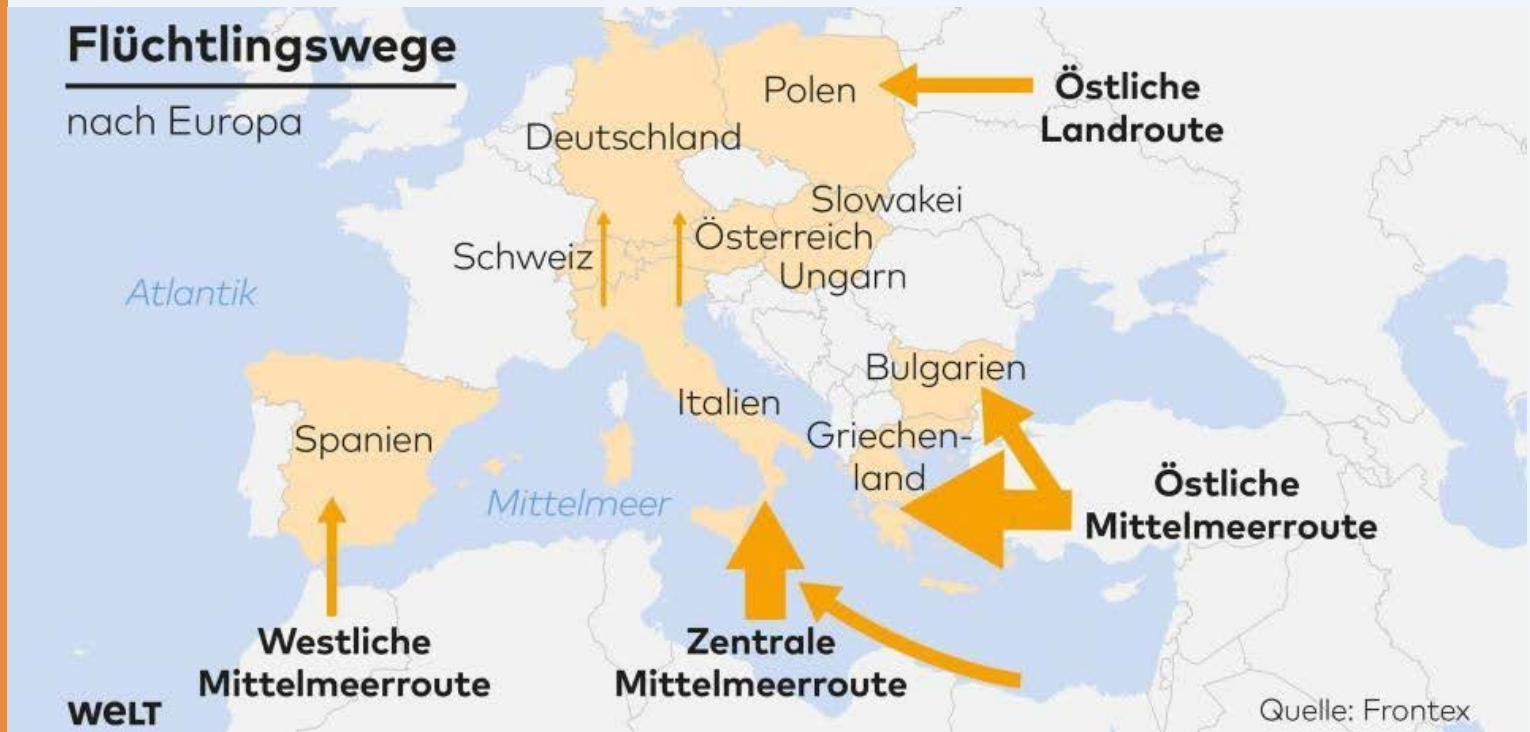 Flüchtlingswege
nach Europa
Polen
Östliche
Landroute
Deutschland
Slowakei
Österreich
Schweiz
Ungarn
Atlantik
Bulgarien
Italien
Griechen-
land
Spanien
Mittelmeer
Östliche
Mittelmeerroute
Westliche
Mittelmeerroute
Zentrale
Mittelmeerroute
WELT
Quelle: Frontex